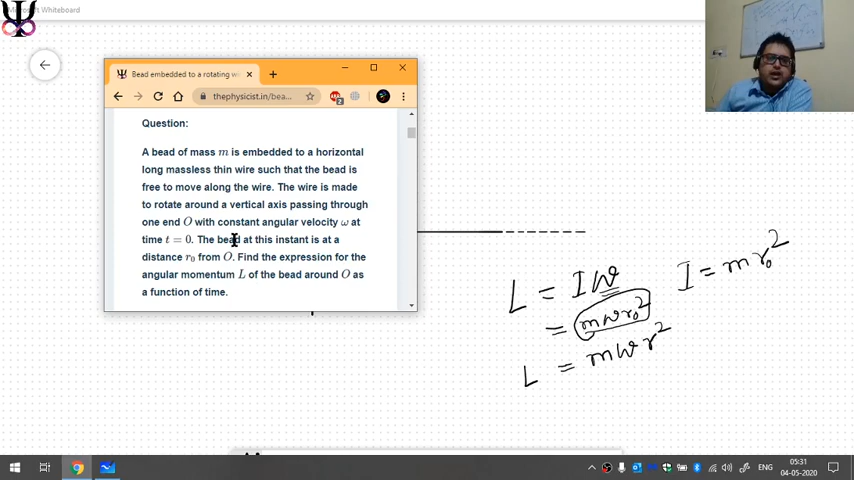 Microsoft Whiteboard
Bead embedded to a rotating w
thephysicist.in/bea...
2
Question:
A bead of mass m is embedded to a horizontal
long massless thin wire such that the bead is
free to move along the wire. The wire is made
to rotate around a vertical axis passing through
one end O with constant angular velocity ω at
time t = 0. The bead at this instant is at a
distance r₀ from O. Find the expression for the
angular momentum L of the bead around O as
a function of time.
L = Iω I = mr₀²
= mωr₀²
L = mωr²
ENG
05:31
04-05-2020